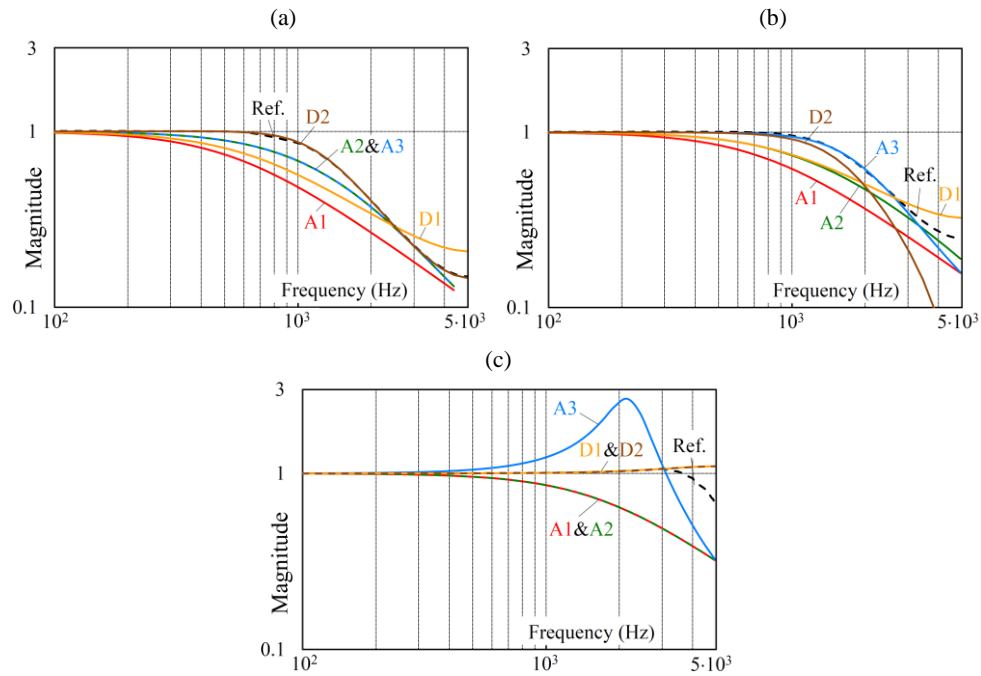 (a)
3
1
0.1
Magnitude
Ref.
D2
A2&A3
D1
A1
Frequency (Hz)
10²
10³
5·10³
(b)
3
1
0.1
Magnitude
D2
A3
Ref.
D1
A1
A2
Frequency (Hz)
10²
10³
5·10³
(c)
3
1
0.1
Magnitude
A3
D1&D2
Ref.
A1&A2
Frequency (Hz)
10²
10³
5·10³